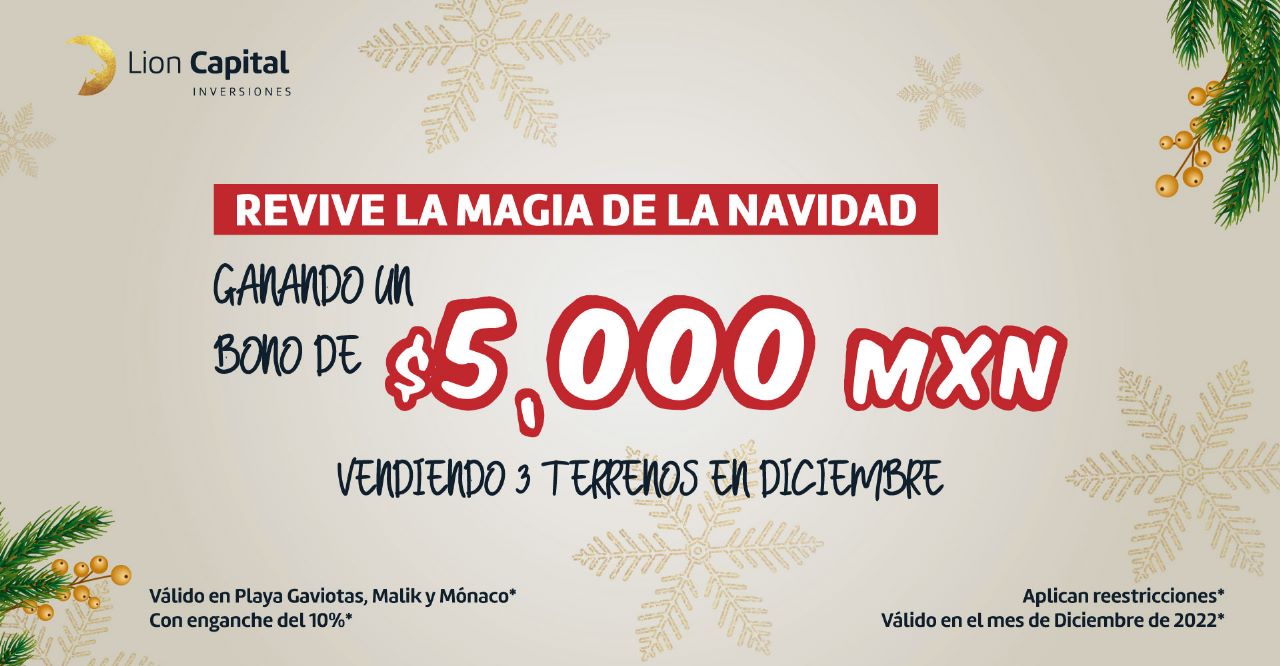 Lion Capital
INVERSIONES
REVIVE LA MAGIA DE LA NAVIDAD
GANANDO UN
BONO DE $5,000 MXN
VENDIENDO 3 TERRENOS EN DICIEMBRE
Válido en Playa Gaviotas, Malik y Mónaco*
Con enganche del 10%*
Aplican reestricciones*
Válido en el mes de Diciembre de 2022*